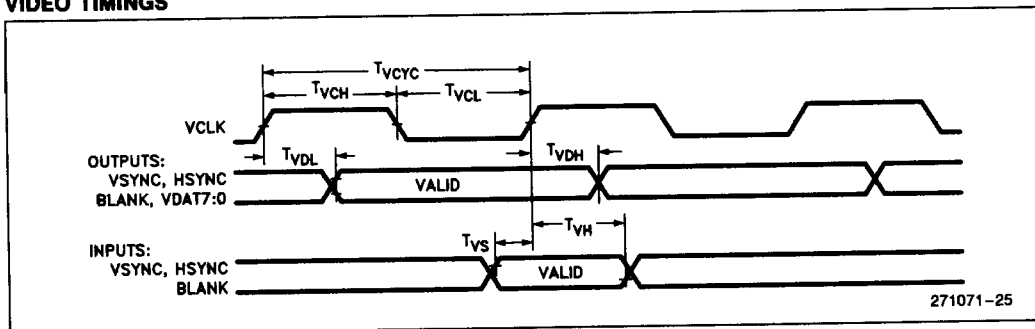 VIDEO TIMINGS
TVCYC
TVCH
TVCL
VCLK
OUTPUTS:
TVDL
TVDH
VSYNC, HSYNC
VALID
BLANK, VDAT7:0
TVH
INPUTS:
TVS
VSYNC, HSYNC
VALID
BLANK
271071-25